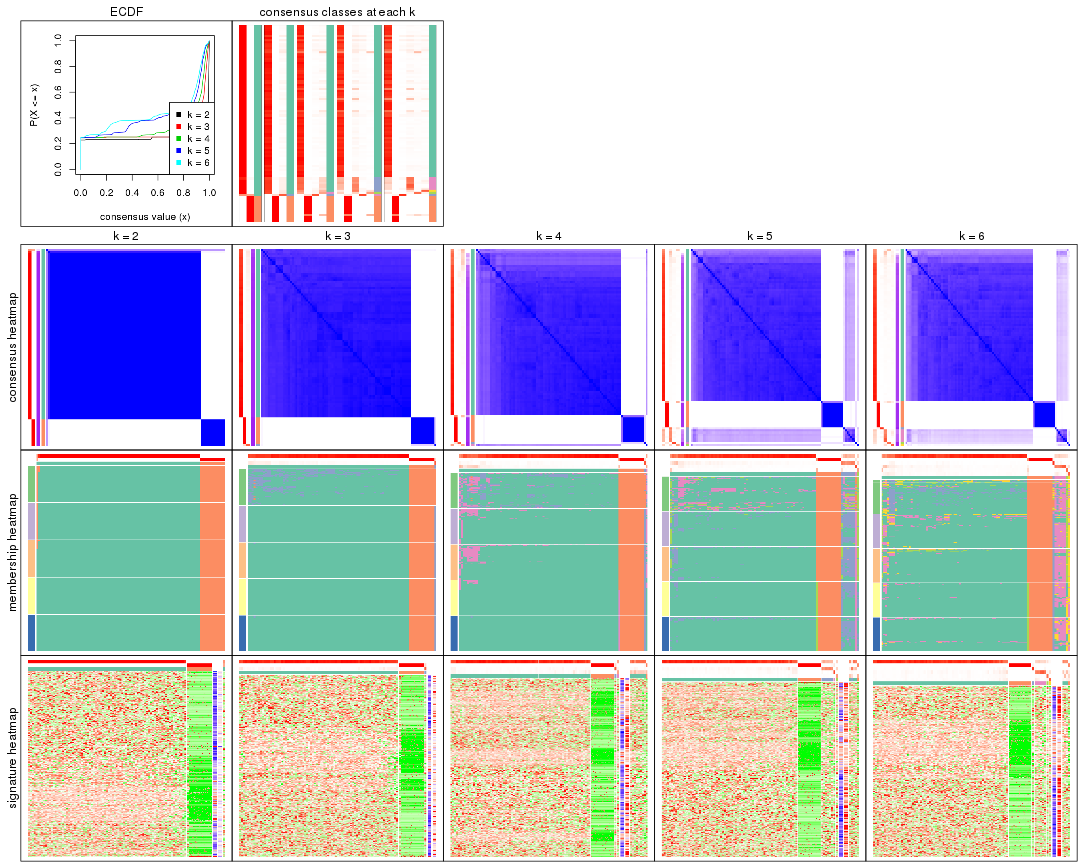 ECDF
consensus classes at each k
P(X <= x)
1.0
0.8
0.6
0.4
0.2
0.0
k = 2
k = 3
k = 4
k = 5
k = 6
0.0 0.2 0.4 0.6 0.8 1.0
consensus value (x)
k = 2 k = 3 k = 4 k = 5 k = 6
consensus heatmap
membership heatmap
signature heatmap